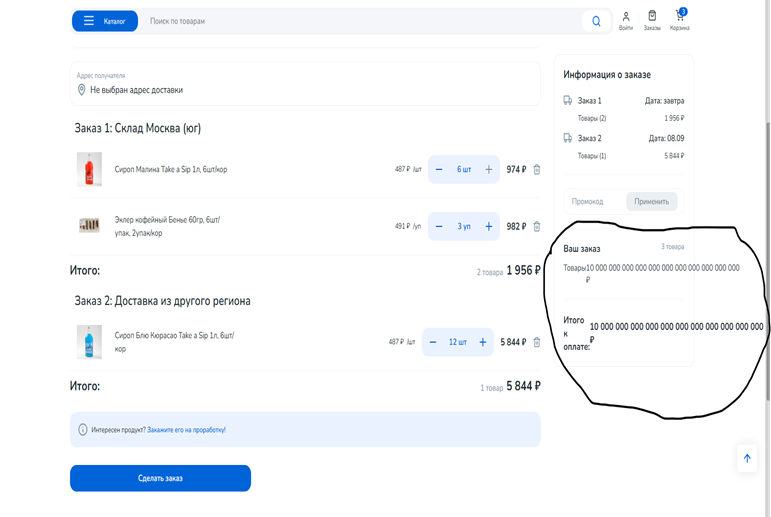 Каталог
Поиск по товарам
3
Войти
Заказы
Корзина
Адрес получателя
Не выбран адрес доставки
Заказ 1: Склад Москва (юг)
Сироп Малина Take a Sip 1л, 6шт/кор
487 ₽ /шт
− 6 шт +
974 ₽
Эклер кофейный Бенье 60гр, 6шт/
упак, 2упак/кор
491 ₽ /уп
− 3 уп +
982 ₽
Итого:
2 товара 1 956 ₽
Заказ 2: Доставка из другого региона
Сироп Блю Кюрасао Take a Sip 1л, 6шт/
кор
487 ₽ /шт
− 12 шт +
5 844 ₽
Итого:
1 товар 5 844 ₽
Интересен продукт? Закажите его на проработку!
Сделать заказ
Информация о заказе
Заказ 1 Дата: завтра
Товары (2) 1 956 ₽
Заказ 2 Дата: 08.09
Товары (1) 5 844 ₽
Промокод
Применить
Ваш заказ 3 товара
Товары 10 000 000 000 000 000 000 000 000 000 000 000
₽
Итого
к
оплате:
10 000 000 000 000 000 000 000 000 000 000 000
₽